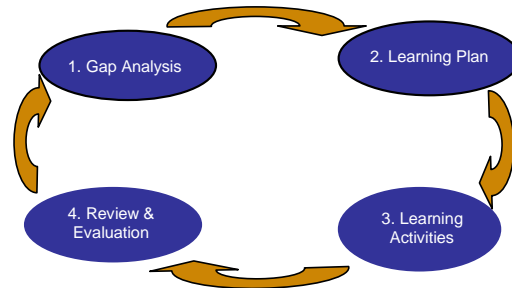 1. Gap Analysis
2. Learning Plan
3. Learning
Activities
4. Review &
Evaluation